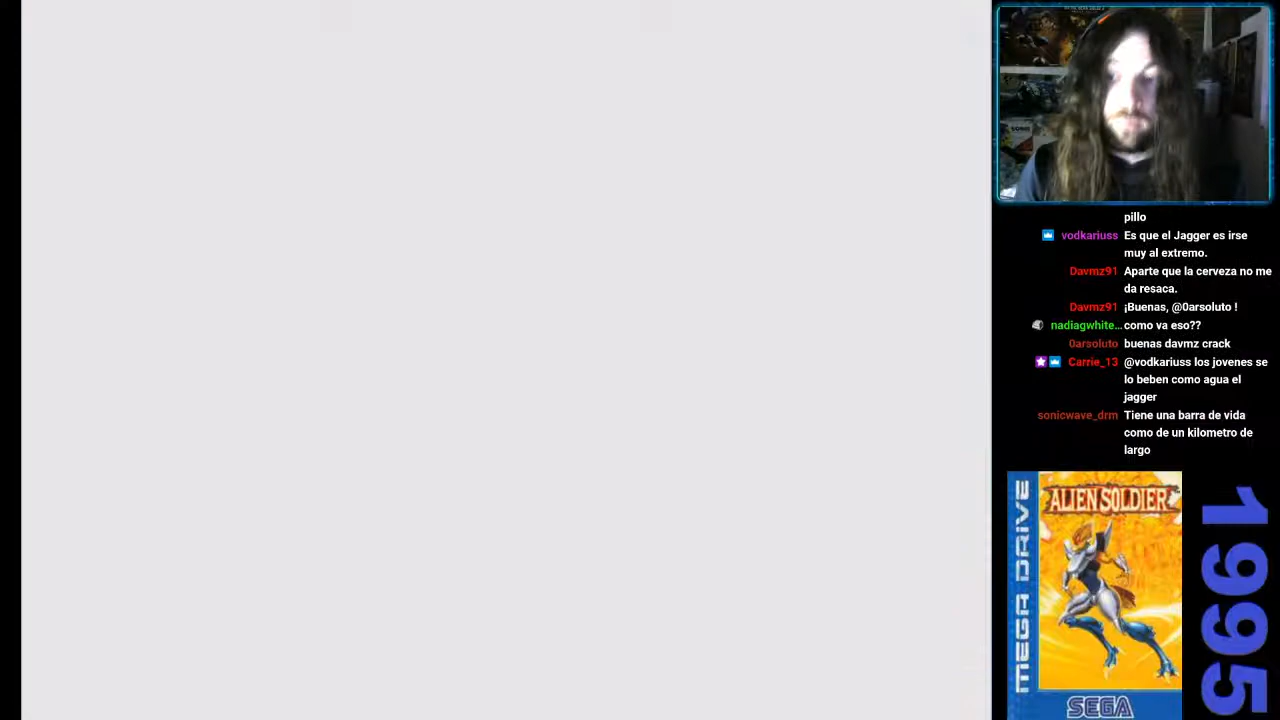 pillo
vodkariuss Es que el Jagger es irse
muy al extremo.
Davmz91 Aparte que la cerveza no me
da resaca.
Davmz91 ¡Buenas, @0arsoluto !
nadiagwhite… como va eso??
0arsoluto buenas davmz crack
Carrie_13 @vodkariuss los jovenes se
lo beben como agua el
jagger
sonicwave_drm Tiene una barra de vida
como de un kilometro de
largo
ALIEN SOLDIER
MEGA DRIVE
SEGA
1995